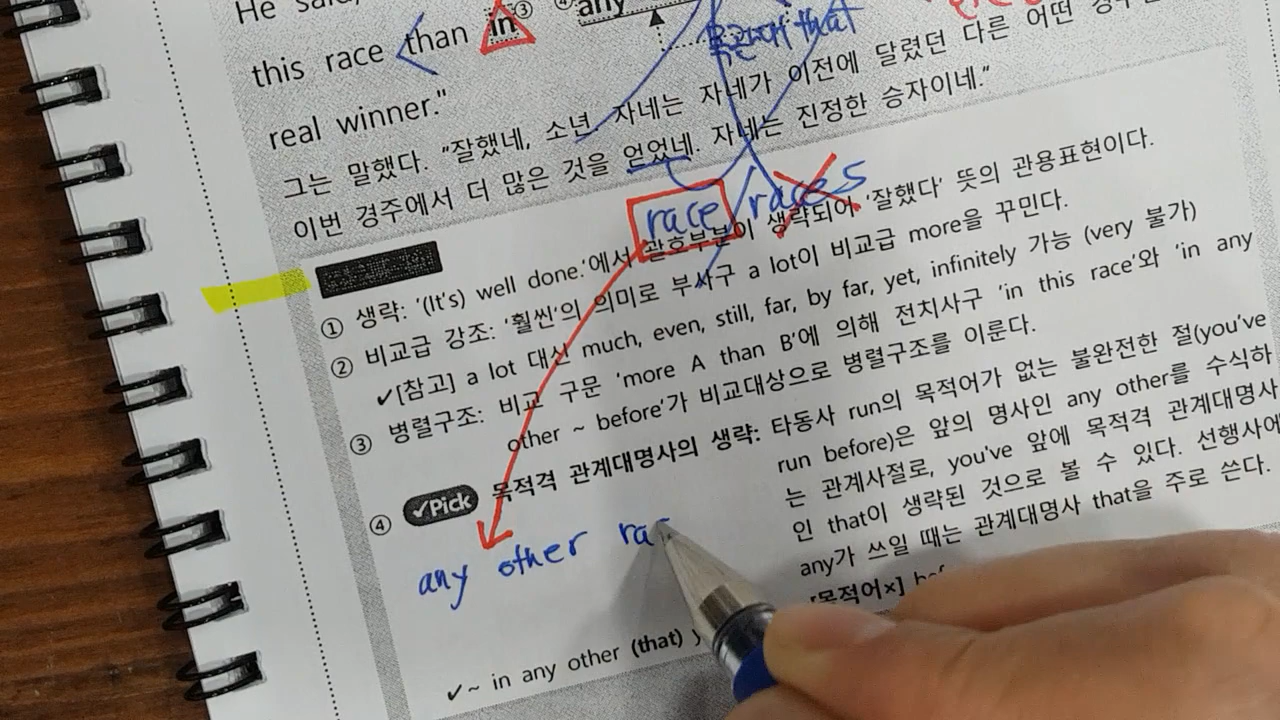 He said,
this race than in③ ④any
목관대 that
real winner."
그는 말했다. "잘했네, 소년. 자네는 자네가 이전에 달렸던 다른 어떤
이번 경주에서 더 많은 것을 얻었네. 자네는 진정한 승자이네."
race / races
① 생략: '(It's) well done.'에서 괄호부분이 생략되어 '잘했다' 뜻의 관용표현이다.
② 비교급 강조: '훨씬'의 의미로 부사구 a lot이 비교급 more을 꾸민다.
✓[참고] a lot 대신 much, even, still, far, by far, yet, infinitely 가능 (very 불가)
③ 병렬구조: 비교 구문 'more A than B'에 의해 전치사구 'in this race'와 'in any
other ~ before'가 비교대상으로 병렬구조를 이룬다.
④ ✓Pick 목적격 관계대명사의 생략: 타동사 run의 목적어가 없는 불완전한 절(you've
run before)은 앞의 명사인 any other를 수식하
는 관계사절로, you've 앞에 목적격 관계대명사
인 that이 생략된 것으로 볼 수 있다. 선행사에
any가 쓰일 때는 관계대명사 that을 주로 쓴다.
any other rac
[목적어×]
✓~ in any other (that)